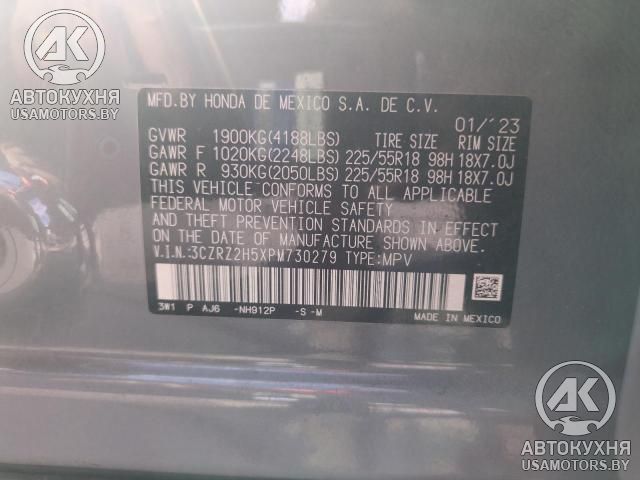 AK
АВТОКУХНЯ
USAMOTORS.BY
MFD.BY HONDA DE MEXICO S.A. DE C.V.
01/'23
GVWR 1900KG(4188LBS) TIRE SIZE RIM SIZE
GAWR F 1020KG(2248LBS) 225/55R18 98H 18X7.0J
GAWR R 930KG(2050LBS) 225/55R18 98H 18X7.0J
THIS VEHICLE CONFORMS TO ALL APPLICABLE
FEDERAL MOTOR VEHICLE SAFETY
AND THEFT PREVENTION STANDARDS IN EFFECT
ON THE DATE OF MANUFACTURE SHOWN ABOVE.
V.I.N.:3CZRZ2H5XPM730279 TYPE:MPV
3W1 P AJ6 -NH912P -S -M
MADE IN MEXICO
AK
АВТОКУХНЯ
USAMOTORS.BY